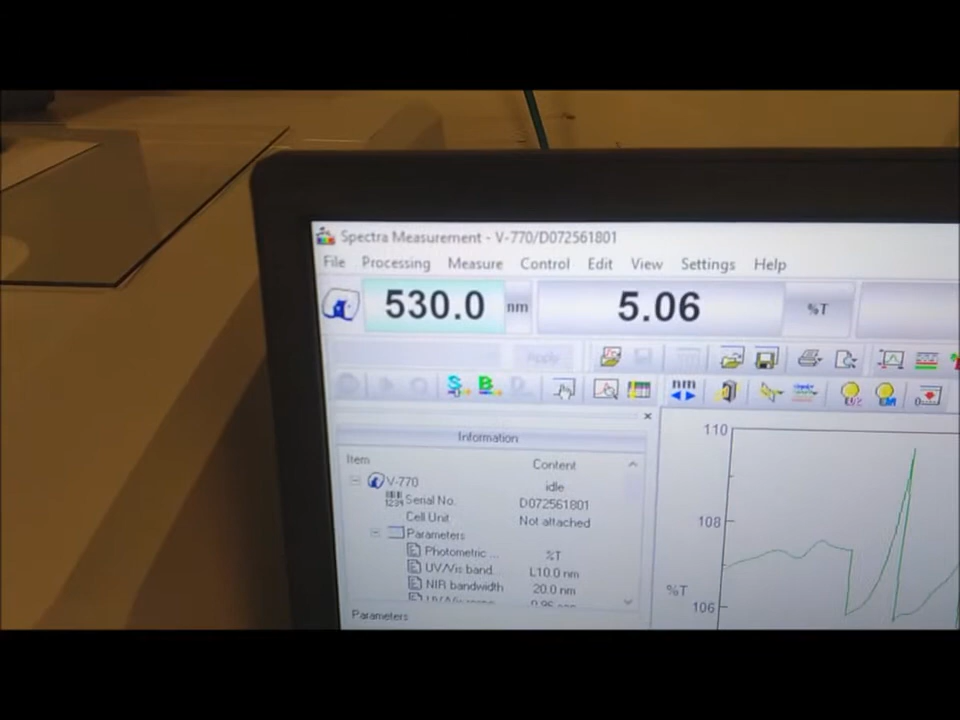 Spectra Measurement - V-770/D072561801
File Processing Measure Control Edit View Settings Help
530.0 nm 5.06 %T
Apply
nm
Information
Item Content
V-770 idle
Serial No. D072561801
Cell Unit Not attached
Parameters
Photometric ... %T
UV/Vis band... L10.0 nm
NIR bandwidth 20.0 nm
Parameters
110
108
%T
106